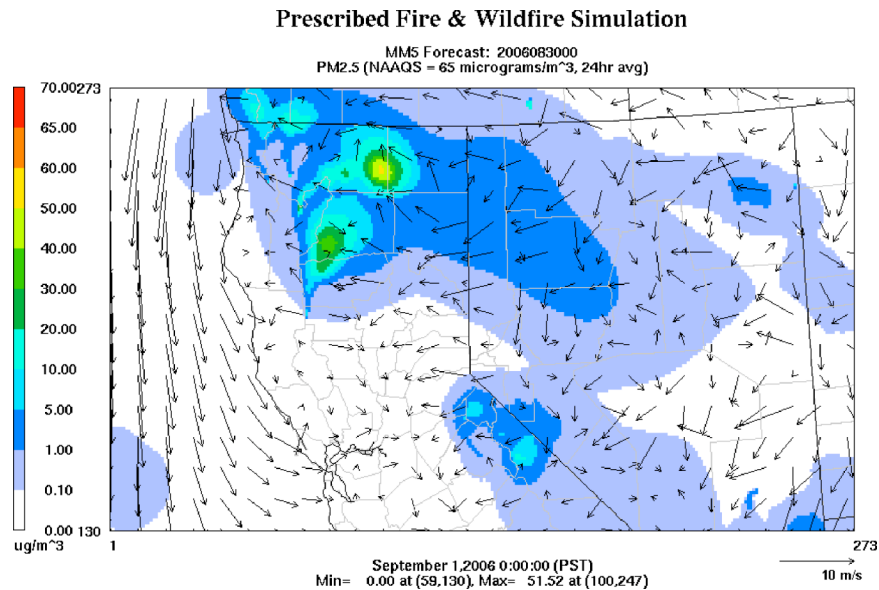 Prescribed Fire & Wildfire Simulation
MM5 Forecast: 2006083000
PM2.5 (NAAQS = 65 micrograms/m^3, 24hr avg)
70.00
273
65.00
60.00
50.00
40.00
30.00
20.00
10.00
5.00
1.00
0.10
0.00
130
ug/m^3
1
273
September 1,2006 0:00:00 (PST)
Min= 0.00 at (59,130), Max= 51.52 at (100,247)
10 m/s